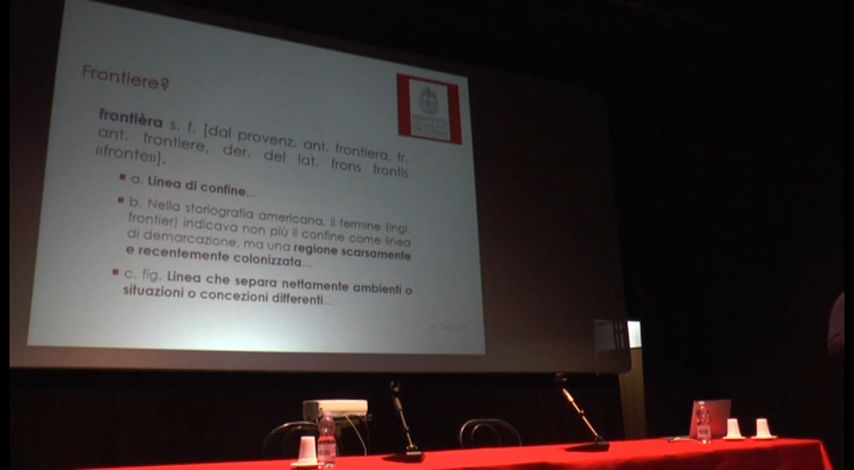 Frontiere?
frontièra s. f. [dal provenz. ant. frontiera, fr.
ant. frontiere, der. del lat. frons frontis
«fronte»].
a. Linea di confine...
b. Nella storiografia americana, il termine (ingl.
frontier) indicava non più il confine come linea
di demarcazione, ma una regione scarsamente
e recentemente colonizzata...
c. fig. Linea che separa nettamente ambienti o
situazioni o concezioni differenti...